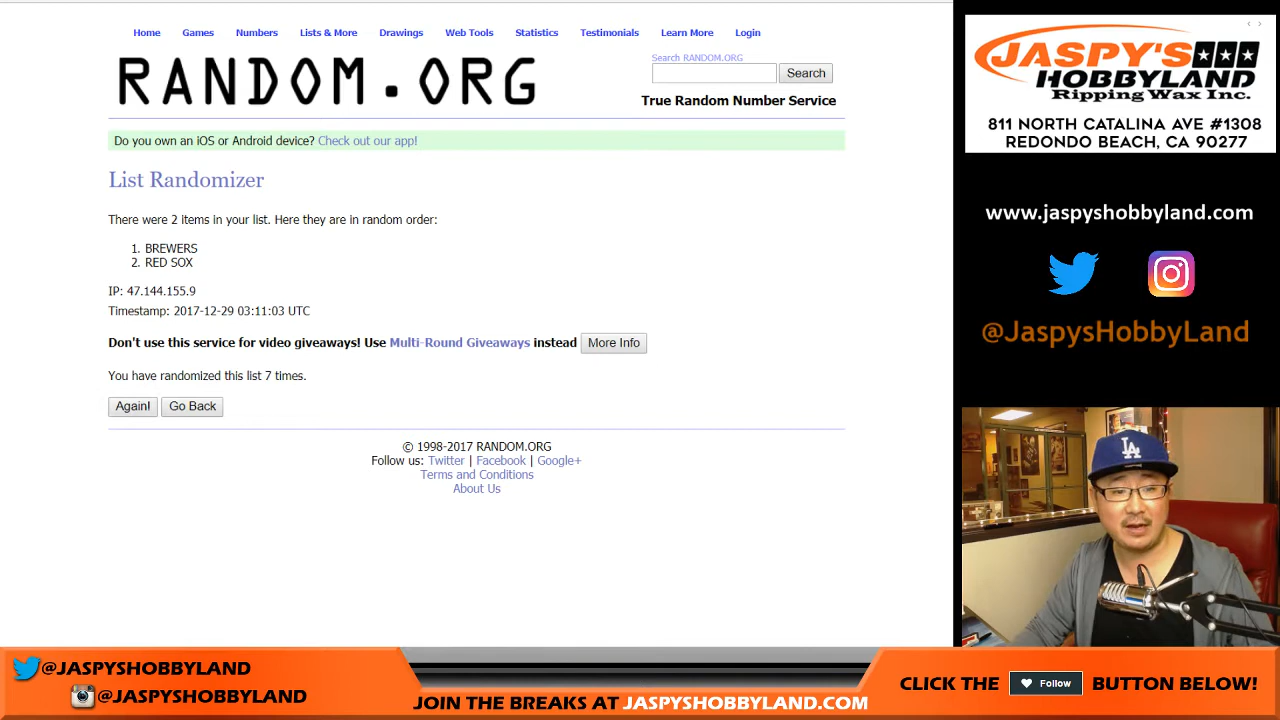 Home Games Numbers Lists & More Drawings Web Tools Statistics Testimonials Learn More Login
RANDOM.ORG
Search RANDOM.ORG
Search
True Random Number Service
Do you own an iOS or Android device? Check out our app!
List Randomizer
There were 2 items in your list. Here they are in random order:
1. BREWERS
2. RED SOX
IP: 47.144.155.9
Timestamp: 2017-12-29 03:11:03 UTC
Don't use this service for video giveaways! Use Multi-Round Giveaways instead More Info
You have randomized this list 7 times.
Again! Go Back
© 1998-2017 RANDOM.ORG
Follow us: Twitter | Facebook | Google+
Terms and Conditions
About Us
JASPY'S
HOBBYLAND
Ripping Wax Inc.
811 NORTH CATALINA AVE #1308
REDONDO BEACH, CA 90277
www.jaspyshobbyland.com
@JaspysHobbyLand
LA
@JASPYSHOBBYLAND
@JASPYSHOBBYLAND
JOIN THE BREAKS AT JASPYSHOBBYLAND.COM
CLICK THE Follow BUTTON BELOW!